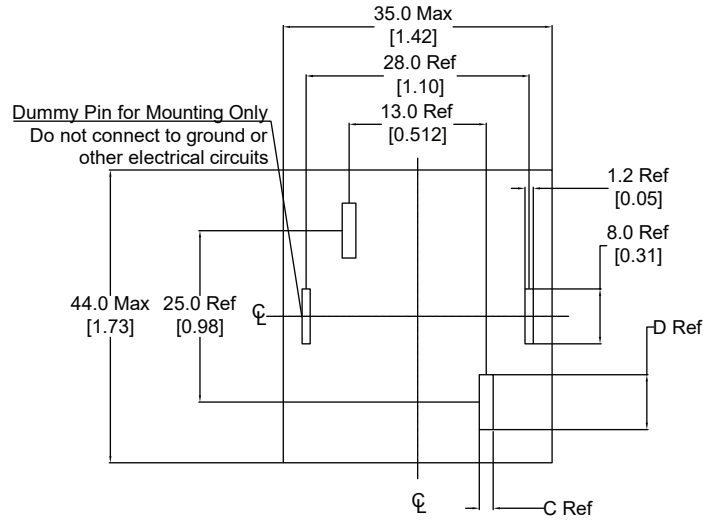 35.0 Max
[1.42]
28.0 Ref
[1.10]
Dummy Pin for Mounting Only
Do not connect to ground or
other electrical circuits
13.0 Ref
[0.512]
1.2 Ref
[0.05]
8.0 Ref
[0.31]
44.0 Max
[1.73]
25.0 Ref
[0.98]
℄
D Ref
℄
C Ref